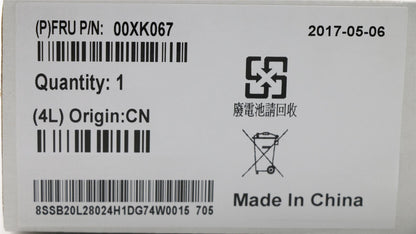 (P)FRU P/N: 00XK067
2017-05-06
Quantity: 1
廢電池請回收
(4L) Origin:CN
Made In China
8SSB20L28024H1DG74W0015 705